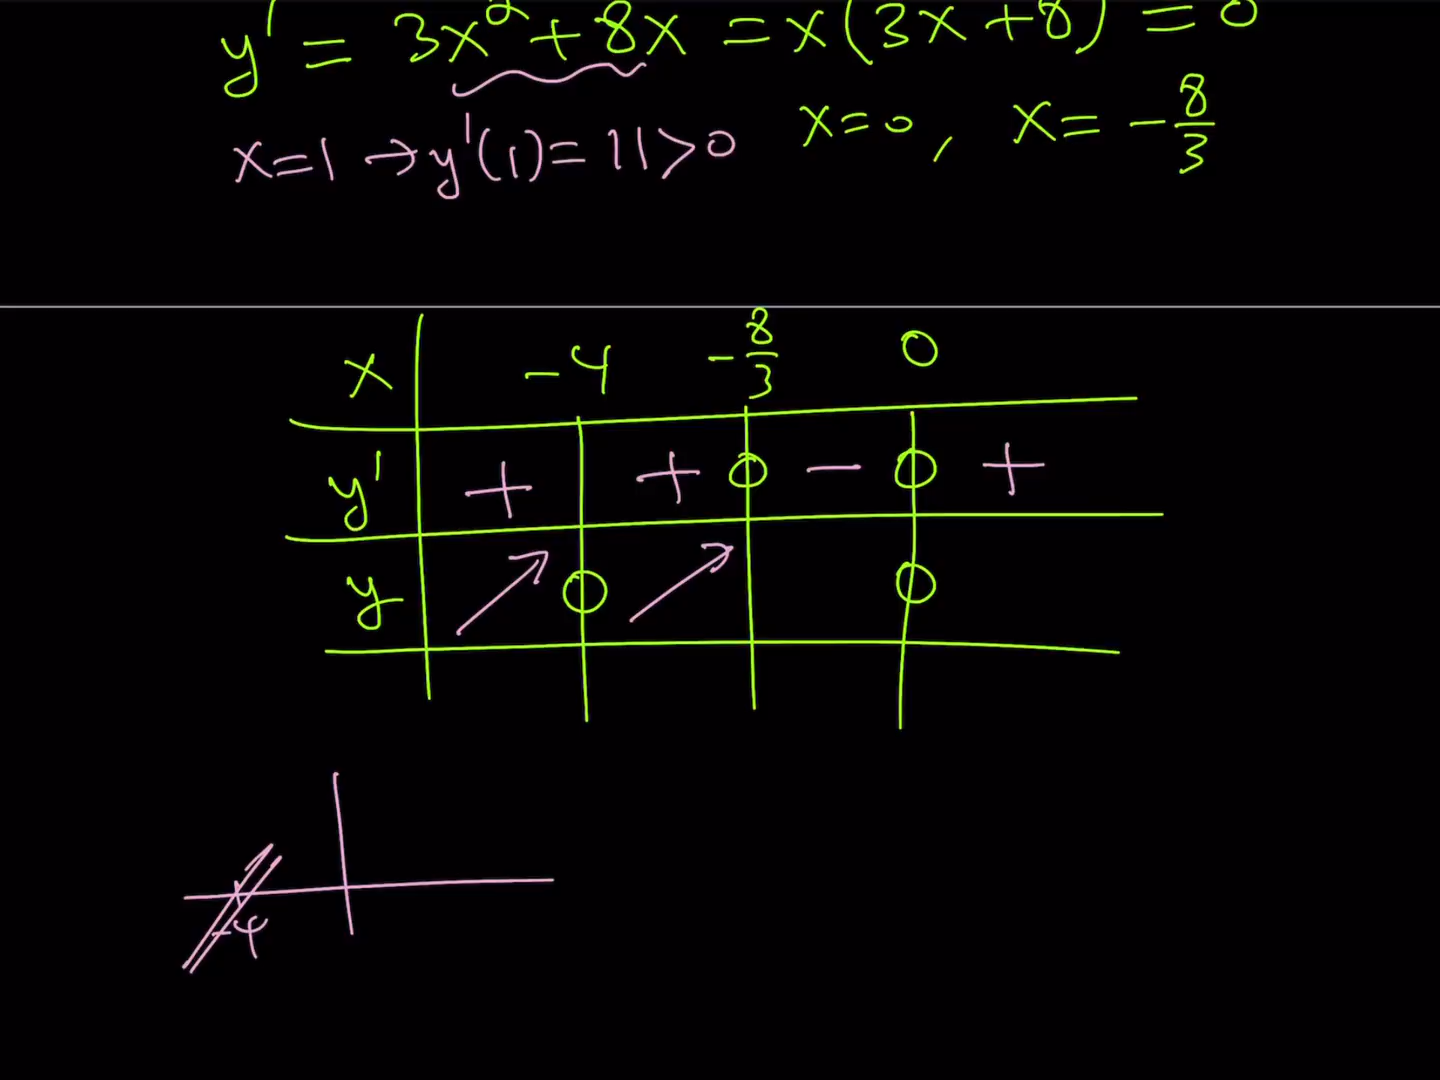 y' = 3x² + 8x = x(3x + 8) = 0
x = 0, x = -8/3
x = 1 → y'(1) = 11 > 0
x -4 -8/3 0
y' + + 0 - 0 +
y ↗ 0 ↗ 0
-4